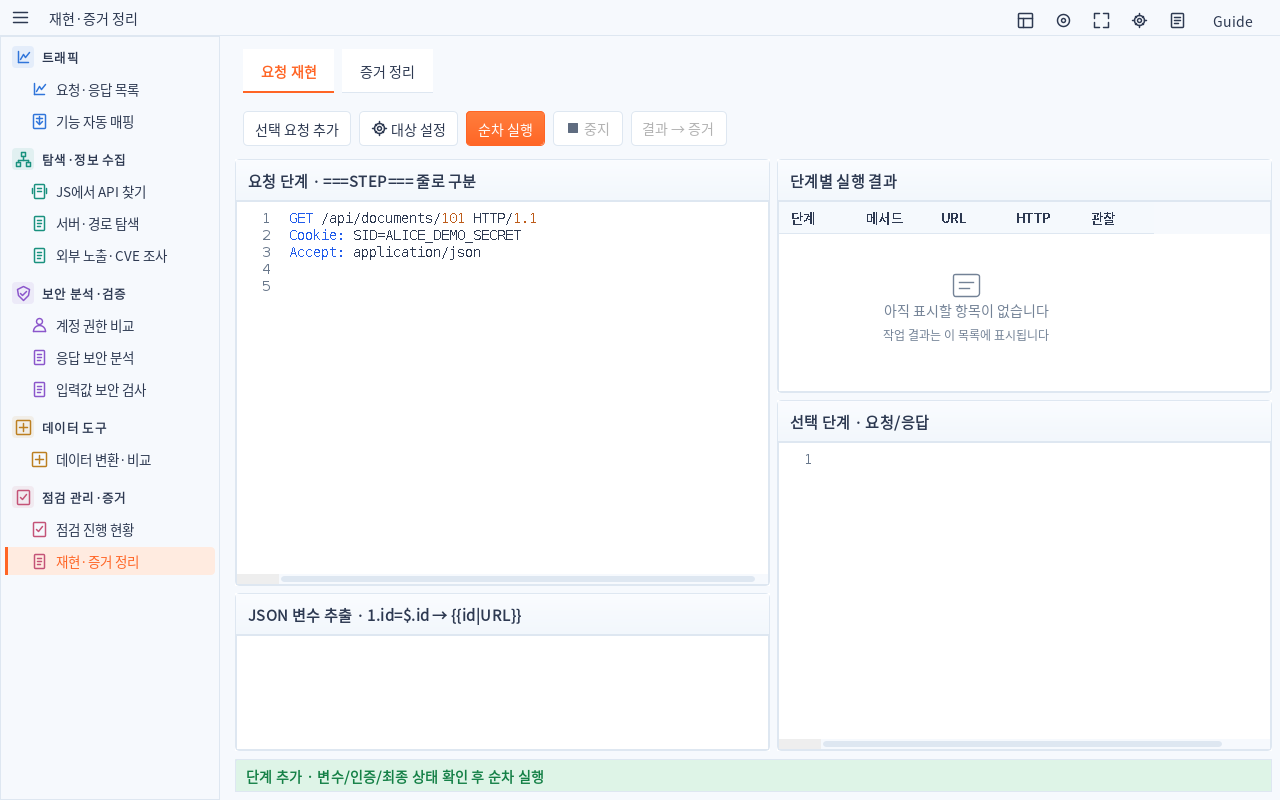 재현·증거 정리
Guide
트래픽
요청·응답 목록
기능 자동 매핑
탐색·정보 수집
JS에서 API 찾기
서버·경로 탐색
외부 노출·CVE 조사
보안 분석·검증
계정 권한 비교
응답 보안 분석
입력값 보안 검사
데이터 도구
데이터 변환·비교
점검 관리·증거
점검 진행 현황
재현·증거 정리
요청 재현
증거 정리
선택 요청 추가
대상 설정
순차 실행
중지
결과 → 증거
요청 단계 · ===STEP=== 줄로 구분
1 GET /api/documents/101 HTTP/1.1
2 Cookie: SID=ALICE_DEMO_SECRET
3 Accept: application/json
4
5
JSON 변수 추출 · 1.id=$.id → {{id|URL}}
단계별 실행 결과
단계 메서드 URL HTTP 관찰
아직 표시할 항목이 없습니다
작업 결과는 이 목록에 표시됩니다
선택 단계 · 요청/응답
1
단계 추가 · 변수/인증/최종 상태 확인 후 순차 실행